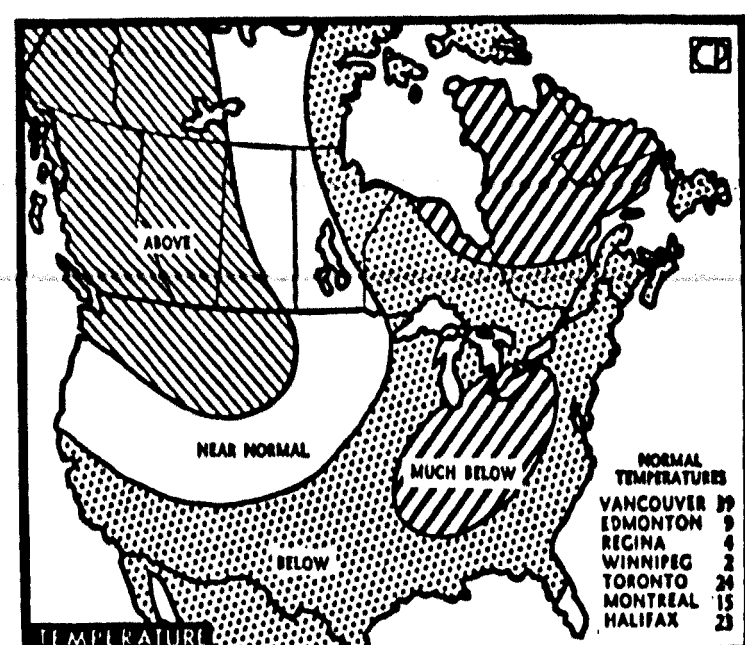 CP
ABOVE
NEAR NORMAL
MUCH BELOW
BELOW
NORMAL
TEMPERATURES
VANCOUVER 39
EDMONTON 9
REGINA 4
WINNIPEG 2
TORONTO 24
MONTREAL 15
HALIFAX 23
TEMPERATURE